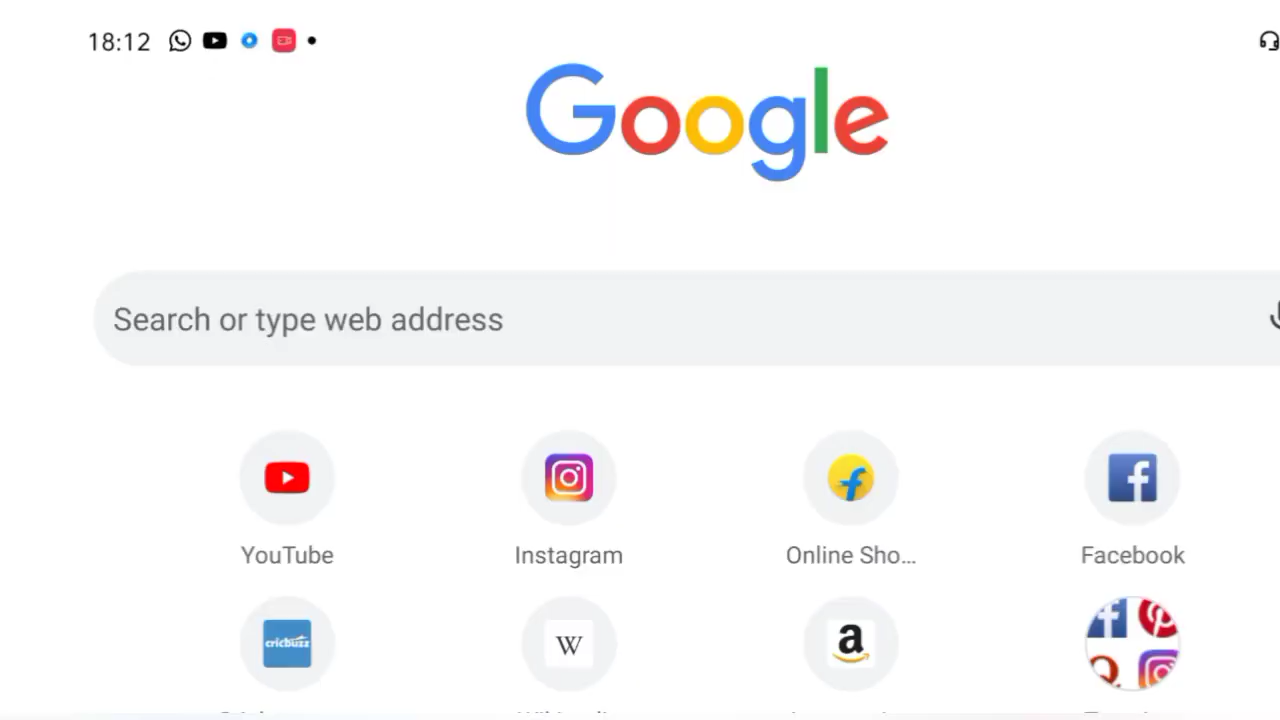 18:12
Google
Search or type web address
YouTube
Instagram
Online Sho...
Facebook
cricbuzz
W
a